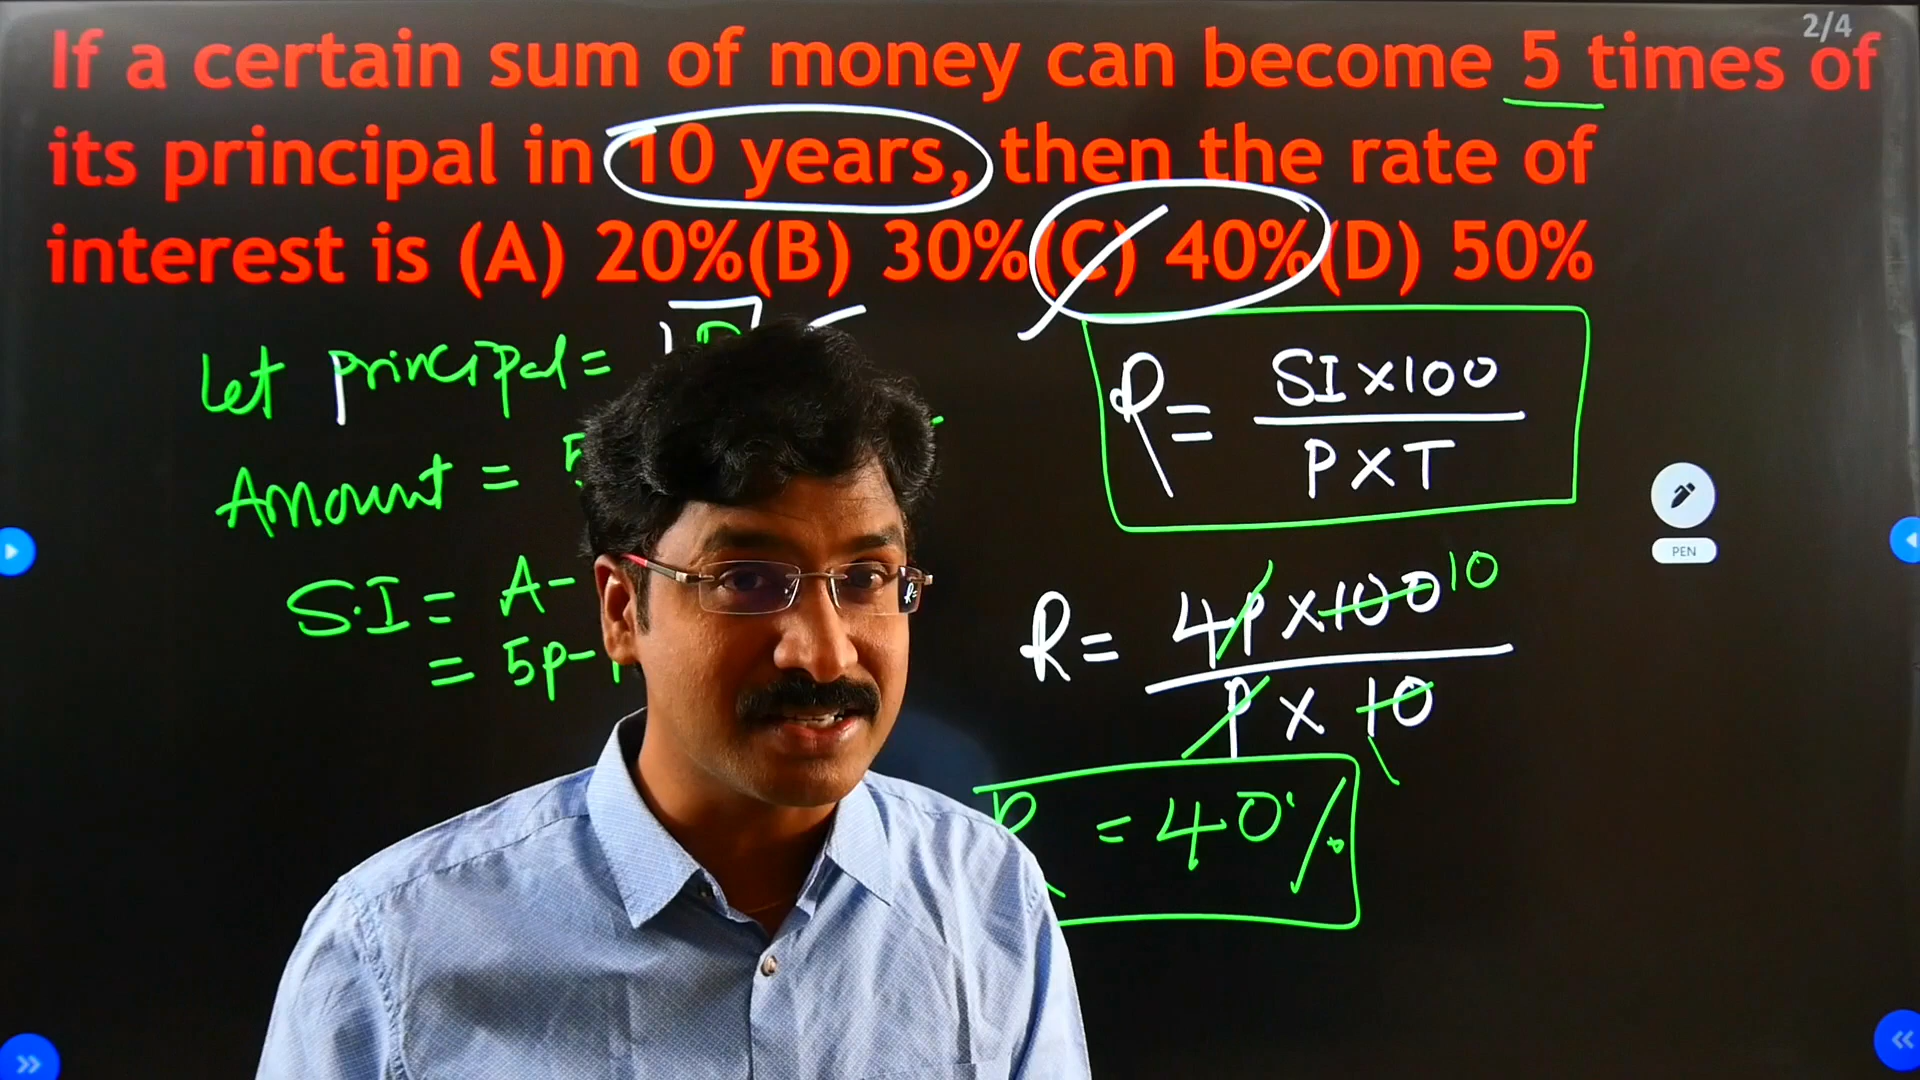 2/4
If a certain sum of money can become 5 times of
its principal in 10 years, then the rate of
interest is (A) 20%(B) 30%(C) 40%(D) 50%
Let principal =
Amount = 5
S.I = A-
= 5p-
R = SI X 100
P X T
PEN
R = 4P X 100 10
P X 10
R = 40%